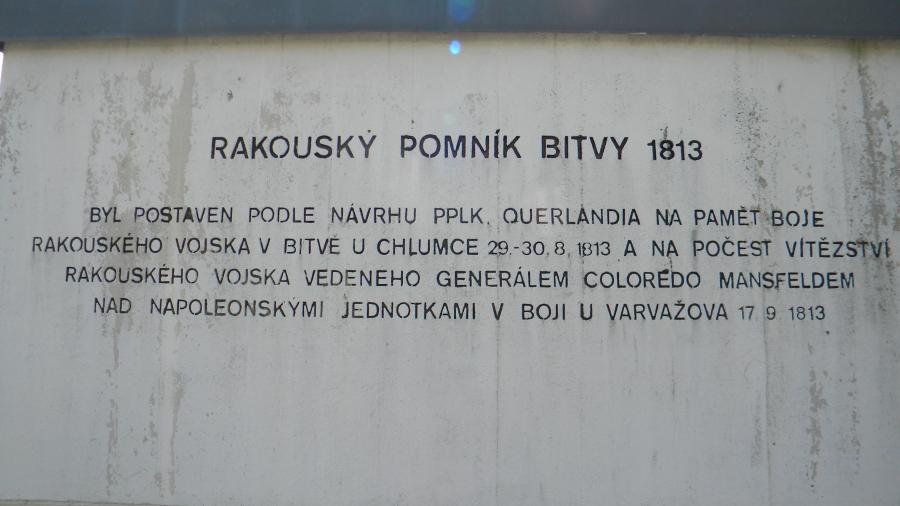 RAKOUSKÝ POMNÍK BITVY 1813
BYL POSTAVEN PODLE NÁVRHU PPLK. QUERLANDIA NA PAMĚT BOJE
RAKOUSKÉHO VOJSKA V BITVĚ U CHLUMCE 29.-30.8.1813 A NA POČEST VÍTĚZSTVÍ
RAKOUSKÉHO VOJSKA VEDENEHO GENERÁLEM COLOREDO MANSFELDEM
NAD NAPOLEONSKÝMI JEDNOTKAMI V BOJI U VARVAŽOVA 17 9 1813